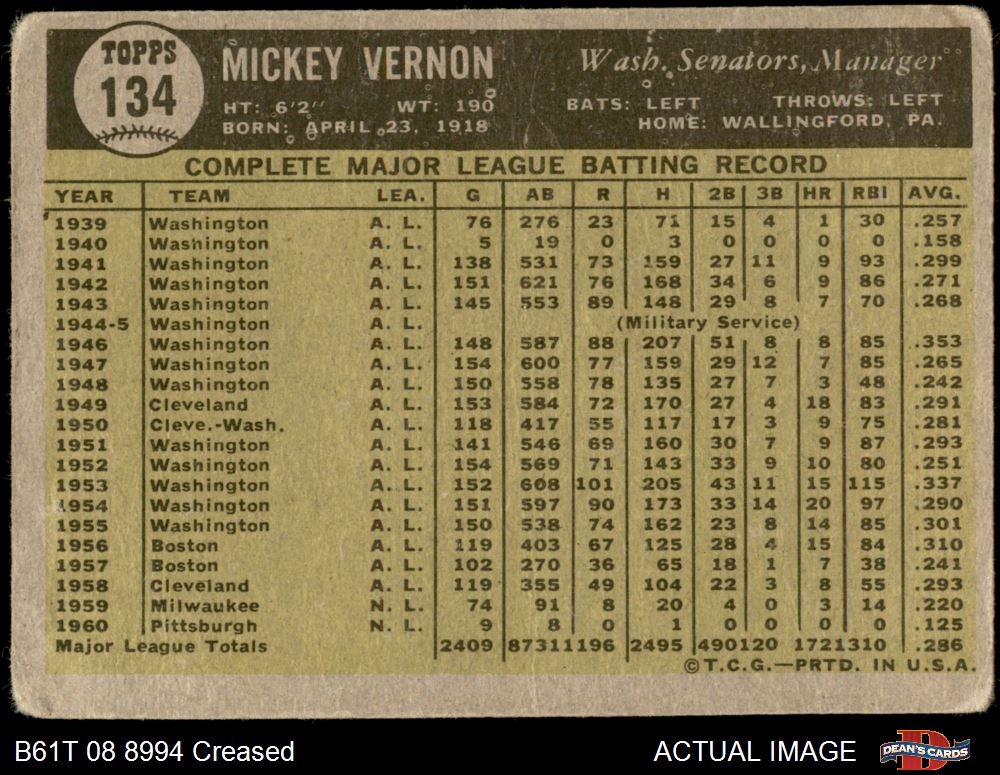 TOPPS
134
MICKEY VERNON Wash. Senators, Manager
HT: 6'2" WT: 190 BATS: LEFT THROWS: LEFT
BORN: APRIL 23, 1918 HOME: WALLINGFORD, PA.
COMPLETE MAJOR LEAGUE BATTING RECORD
YEAR TEAM LEA. G AB R H 2B 3B HR RBI AVG.
1939 Washington A. L. 76 276 23 71 15 4 1 30 .257
1940 Washington A. L. 5 19 0 3 0 0 0 0 .158
1941 Washington A. L. 138 531 73 159 27 11 9 93 .299
1942 Washington A. L. 151 621 76 168 34 6 9 86 .271
1943 Washington A. L. 145 553 89 148 29 8 7 70 .268
1944-5 Washington A. L. (Military Service)
1946 Washington A. L. 148 587 88 207 51 8 8 85 .353
1947 Washington A. L. 154 600 77 159 29 12 7 85 .265
1948 Washington A. L. 150 558 78 135 27 7 3 48 .242
1949 Cleveland A. L. 153 584 72 170 27 4 18 83 .291
1950 Cleve.-Wash. A. L. 118 417 55 117 17 3 9 75 .281
1951 Washington A. L. 141 546 69 160 30 7 9 87 .293
1952 Washington A. L. 154 569 71 143 33 9 10 80 .251
1953 Washington A. L. 152 608 101 205 43 11 15 115 .337
1954 Washington A. L. 151 597 90 173 33 14 20 97 .290
1955 Washington A. L. 150 538 74 162 23 8 14 85 .301
1956 Boston A. L. 119 403 67 125 28 4 15 84 .310
1957 Boston A. L. 102 270 36 65 18 1 7 38 .241
1958 Cleveland A. L. 119 355 49 104 22 3 8 55 .293
1959 Milwaukee N. L. 74 91 8 20 4 0 3 14 .220
1960 Pittsburgh N. L. 9 8 0 1 0 0 0 0 .125
Major League Totals 2409 8731 1196 2495 490 120 172 1310 .286
©T.C.G.—PRTD. IN U.S.A.
B61T 08 8994 Creased ACTUAL IMAGE DEAN'S CARDS